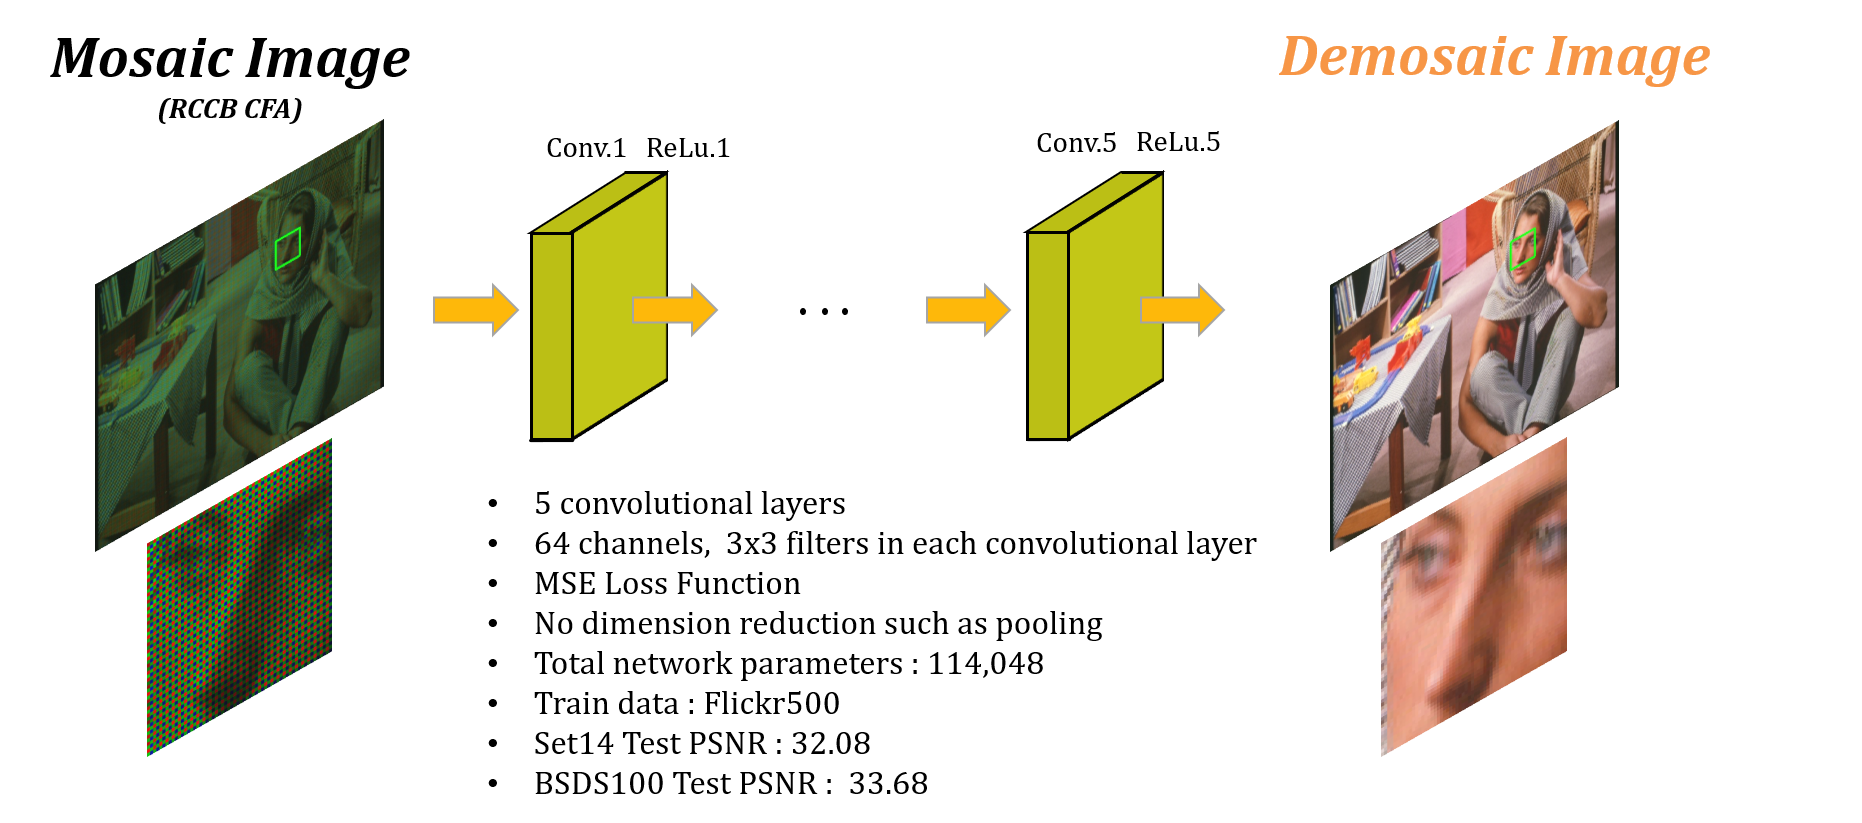 Mosaic Image
(RCCB CFA)
Demosaic Image
Conv.1 ReLu.1
. . .
Conv.5 ReLu.5
• 5 convolutional layers
• 64 channels, 3x3 filters in each convolutional layer
• MSE Loss Function
• No dimension reduction such as pooling
• Total network parameters : 114,048
• Train data : Flickr500
• Set14 Test PSNR : 32.08
• BSDS100 Test PSNR : 33.68